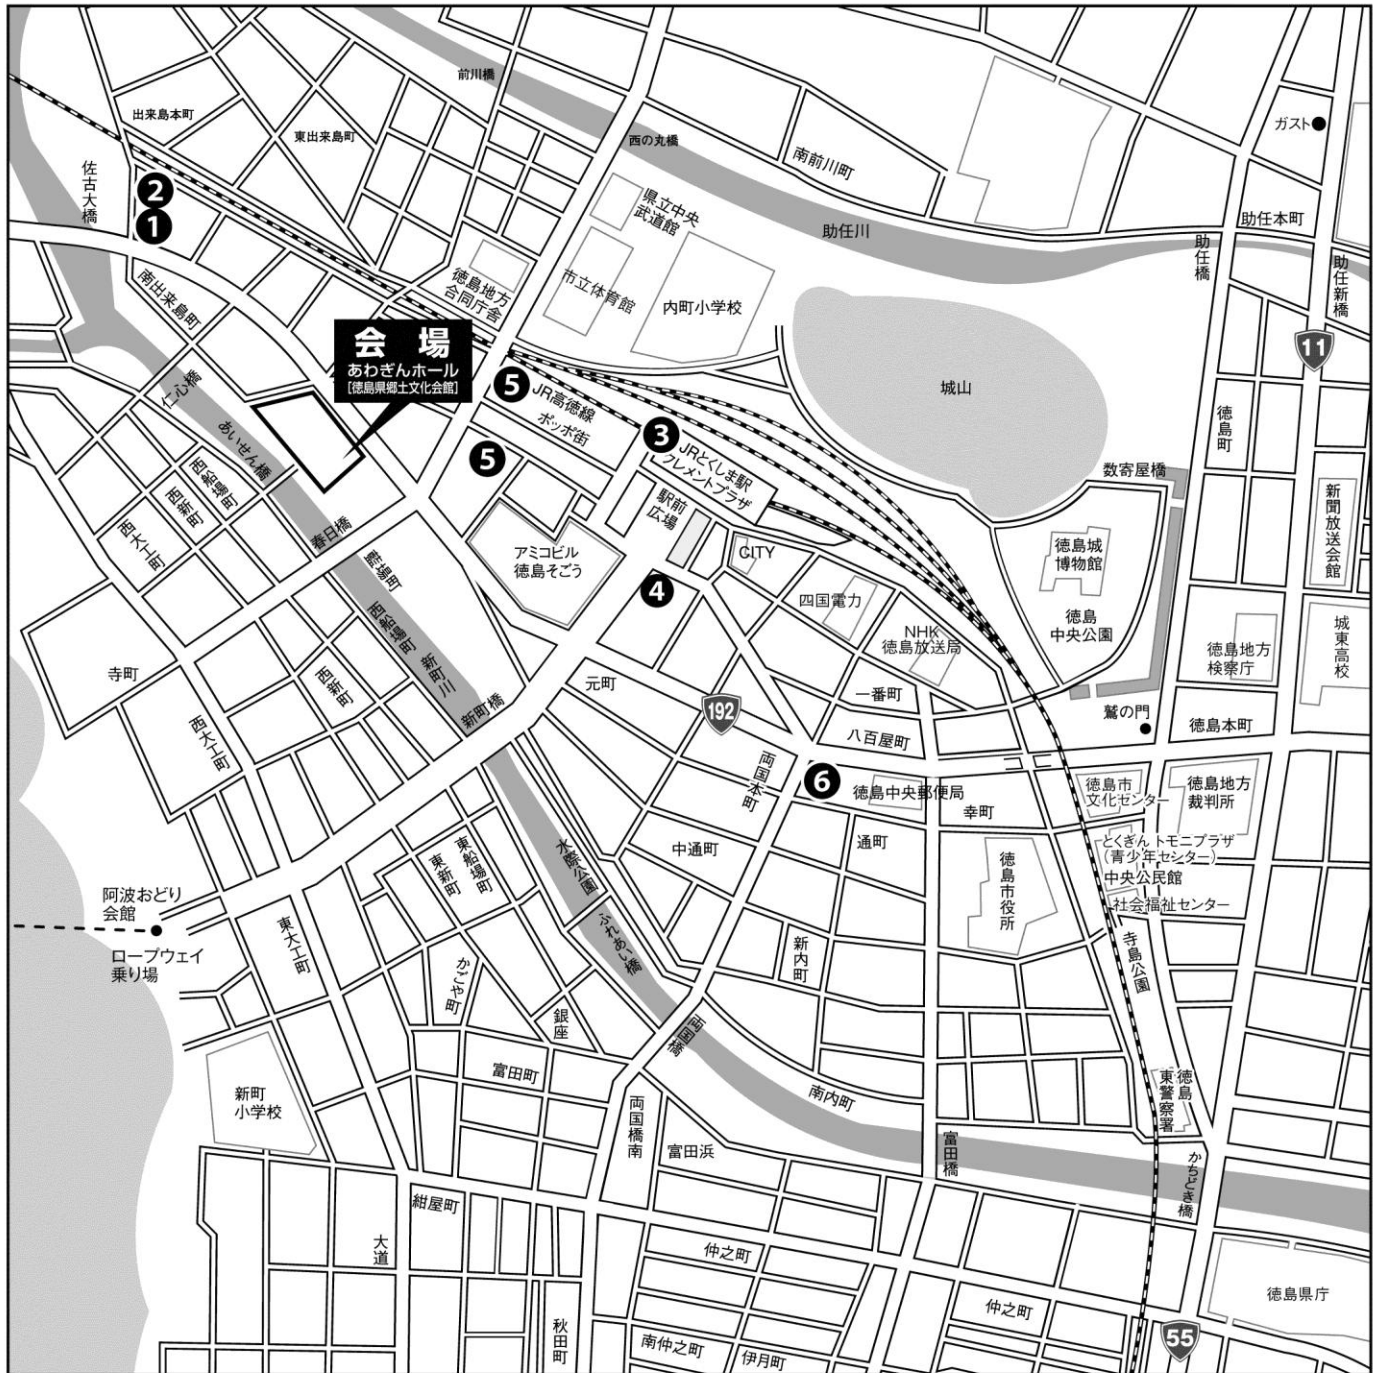 前川橋
出来島本町
東出来島町
西の丸橋
南前川町
ガスト
佐古大橋
②
①
県立中央
武道館
助任川
助任本町
助任橋
助任新橋
南出来島町
徳島地方
合同庁舎
市立体育館
内町小学校
会場
あわぎんホール
[徳島県郷土文化会館]
11
城山
仁心橋
⑤
JR高徳線
ポッポ街
③
JRとくしま駅
クレメントプラザ
徳島町
あいせん橋
⑤
数寄屋橋
西船場町
西新町
西大工町
駅前
広場
新聞放送会館
春日橋
アミコビル
徳島そごう
CITY
徳島城
博物館
④
四国電力
西船場町
新町川
NHK
徳島放送局
徳島
中央公園
徳島地方
検察庁
城東高校
寺町
西新町
元町
一番町
西大工町
新町橋
192
八百屋町
鷲の門
徳島本町
両国本町
⑥
徳島中央郵便局
幸町
徳島市
文化センター
徳島地方
裁判所
東新町
東船場町
水際公園
中通町
通町
徳島市役所
とくぎんトモニプラザ
(青少年センター)
中央公民館
社会福祉センター
阿波おどり
会館
東大工町
ロープウェイ
乗り場
ふれあい橋
新内町
寺島公園
かごや町
銀座
両国橋
富田町
新町
小学校
両国橋南
南内町
徳島
東警察署
富田浜
富田橋
かちどき橋
紺屋町
大道
仲之町
仲之町
徳島県庁
秋田町
南仲之町
伊月町
55